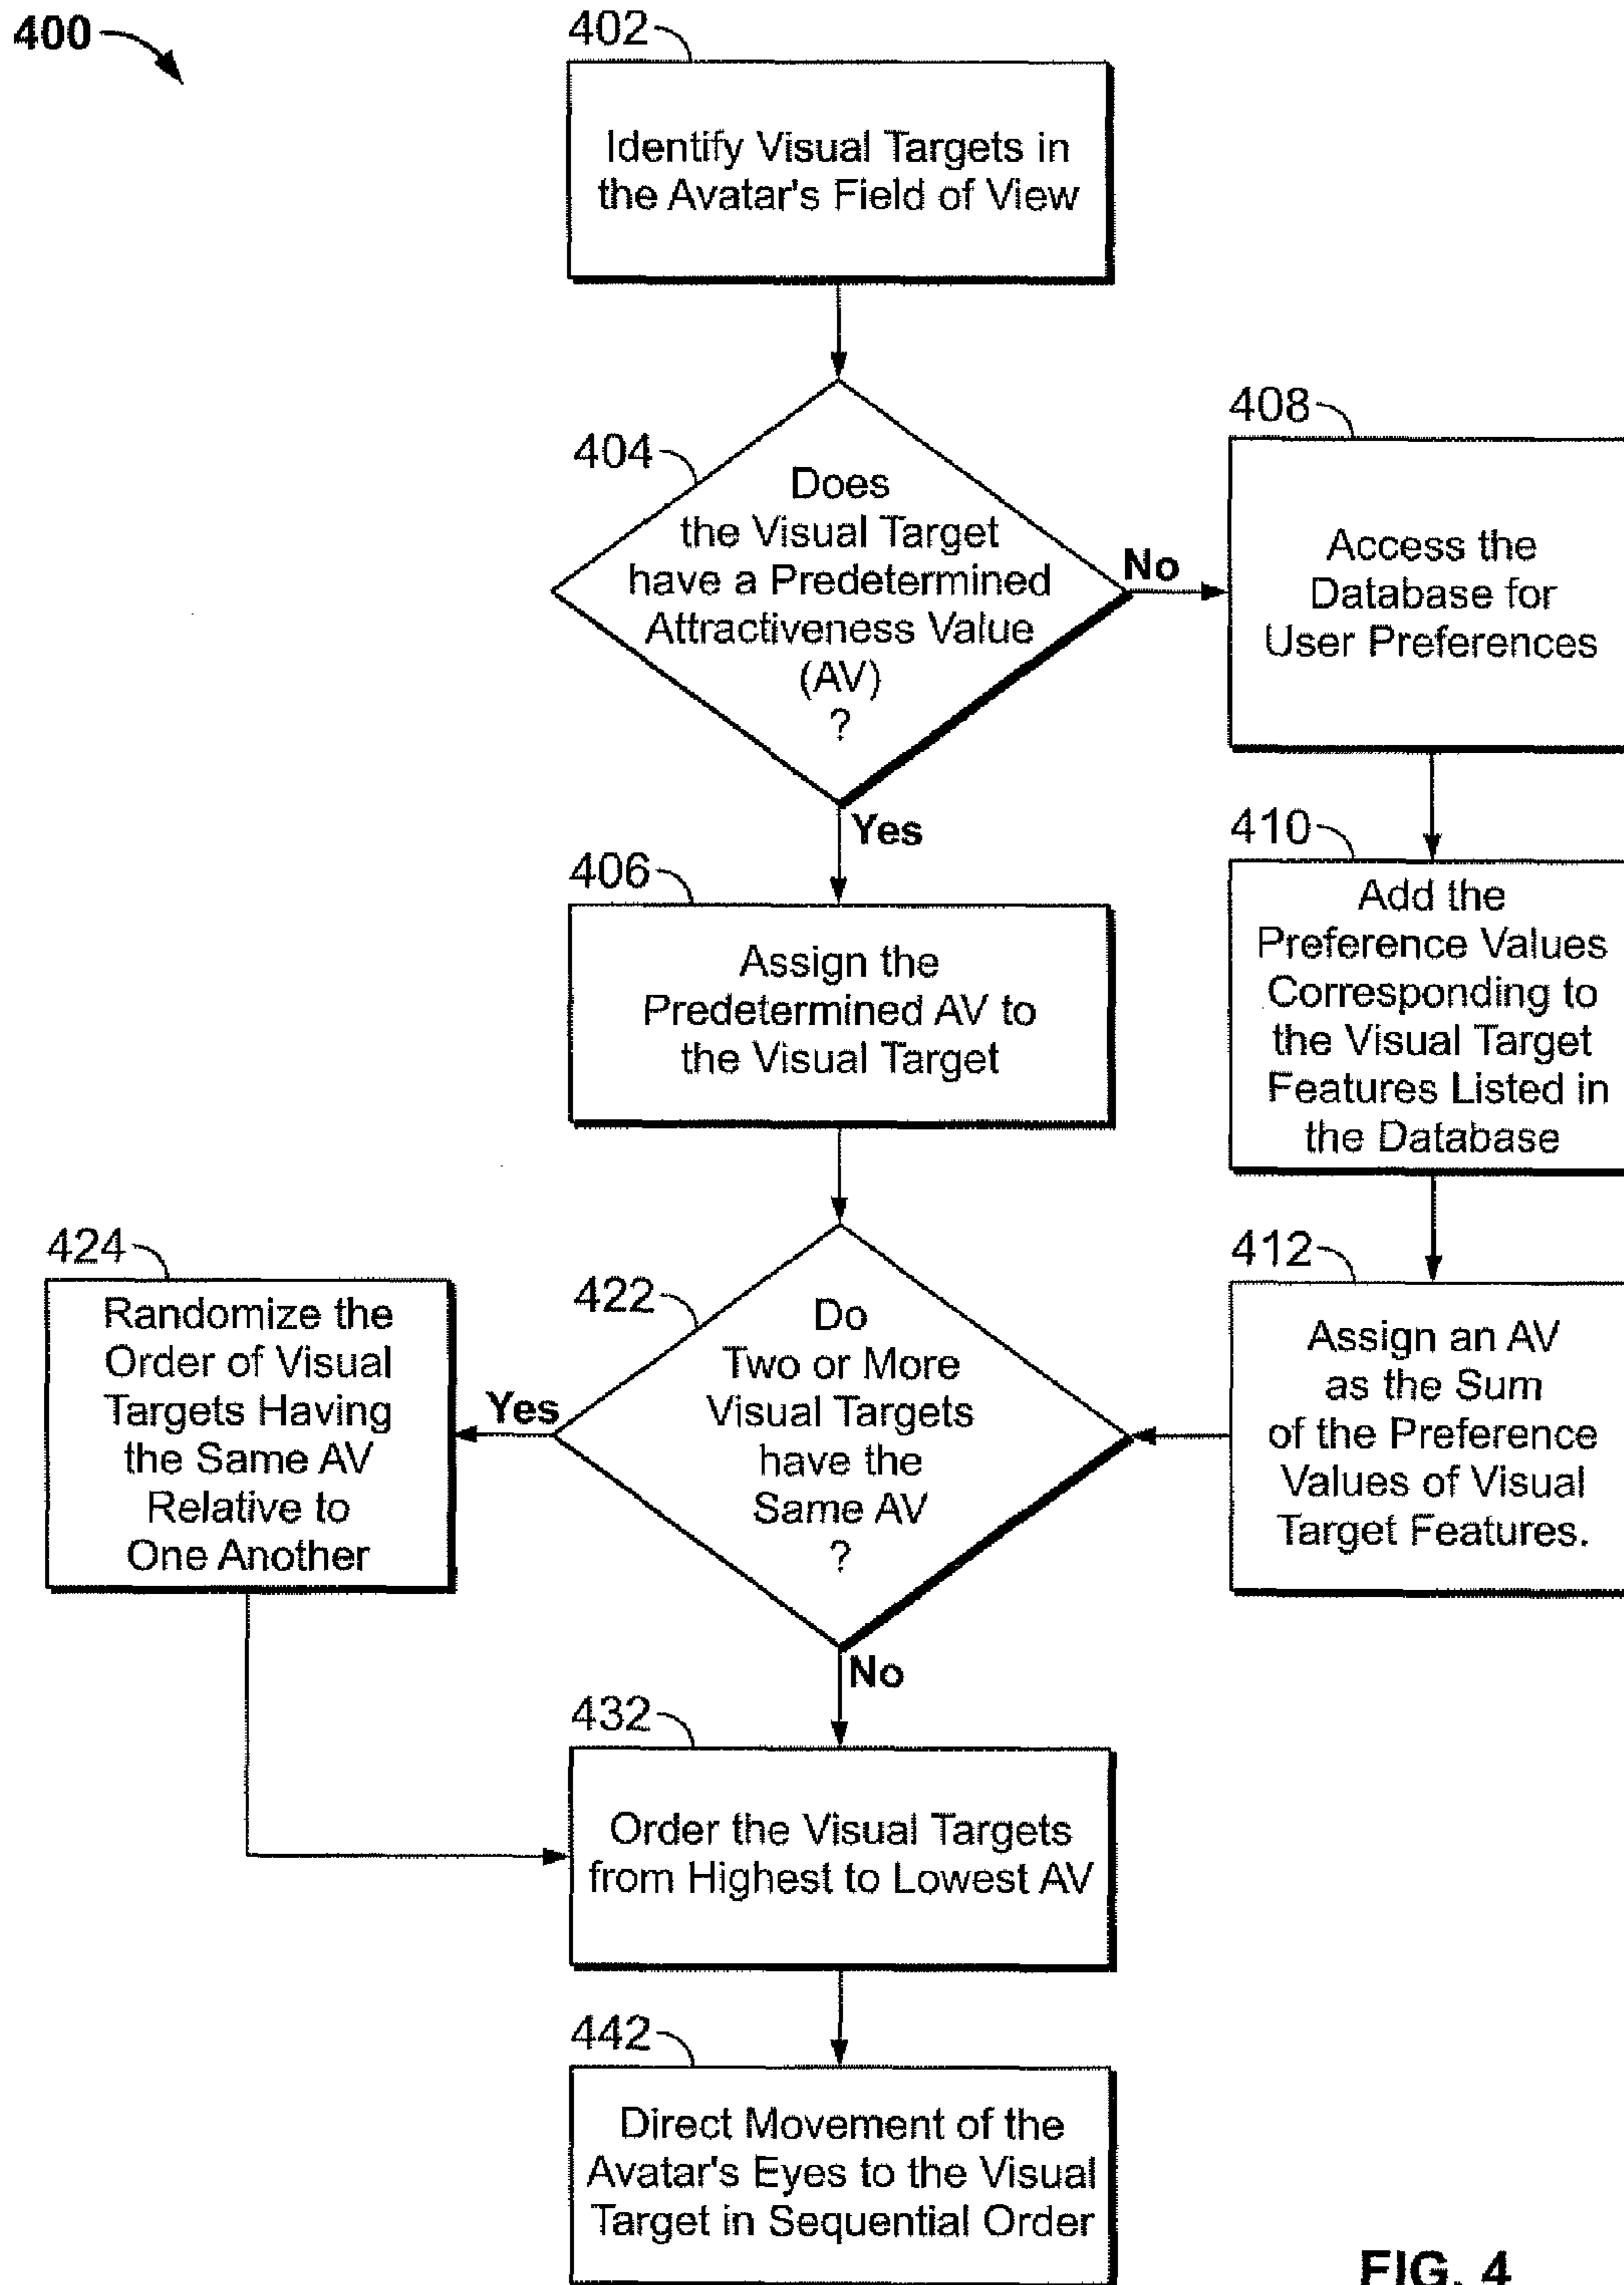 400
402
Identify Visual Targets in
the Avatar's Field of View
404
Does
the Visual Target
have a Predetermined
Attractiveness Value
(AV)
?
No
Yes
408
Access the
Database for
User Preferences
406
Assign the
Predetermined AV to
the Visual Target
410
Add the
Preference Values
Corresponding to
the Visual Target
Features Listed in
the Database
412
Assign an AV
as the Sum
of the Preference
Values of Visual
Target Features.
422
Do
Two or More
Visual Targets
have the
Same AV
?
Yes
No
424
Randomize the
Order of Visual
Targets Having
the Same AV
Relative to
One Another
432
Order the Visual Targets
from Highest to Lowest AV
442
Direct Movement of the
Avatar's Eyes to the Visual
Target in Sequential Order
FIG. 4